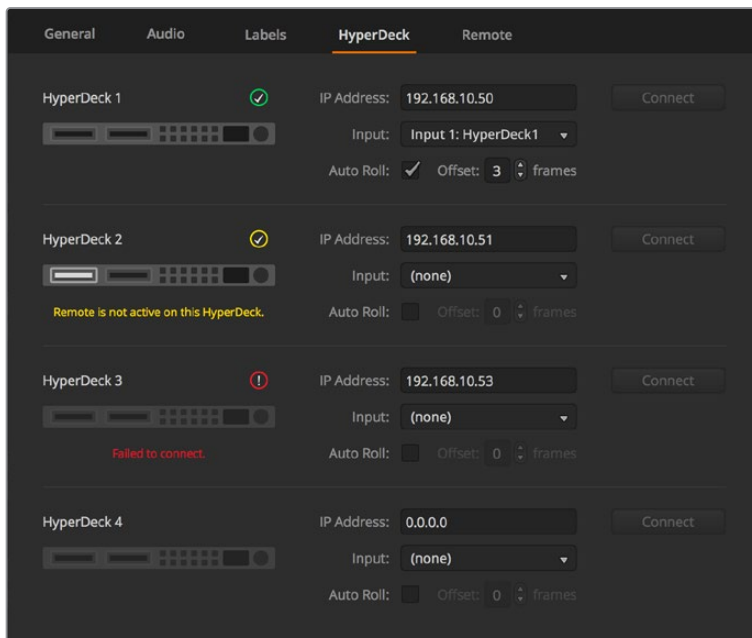 General Audio Labels HyperDeck Remote
HyperDeck 1 IP Address: 192.168.10.50 Connect
Input: Input 1: HyperDeck1
Auto Roll: Offset: 3 frames
HyperDeck 2 IP Address: 192.168.10.51 Connect
Input: (none)
Remote is not active on this HyperDeck. Auto Roll: Offset: 0 frames
HyperDeck 3 IP Address: 192.168.10.53 Connect
Input: (none)
Failed to connect. Auto Roll: Offset: 0 frames
HyperDeck 4 IP Address: 0.0.0.0 Connect
Input: (none)
Auto Roll: Offset: 0 frames